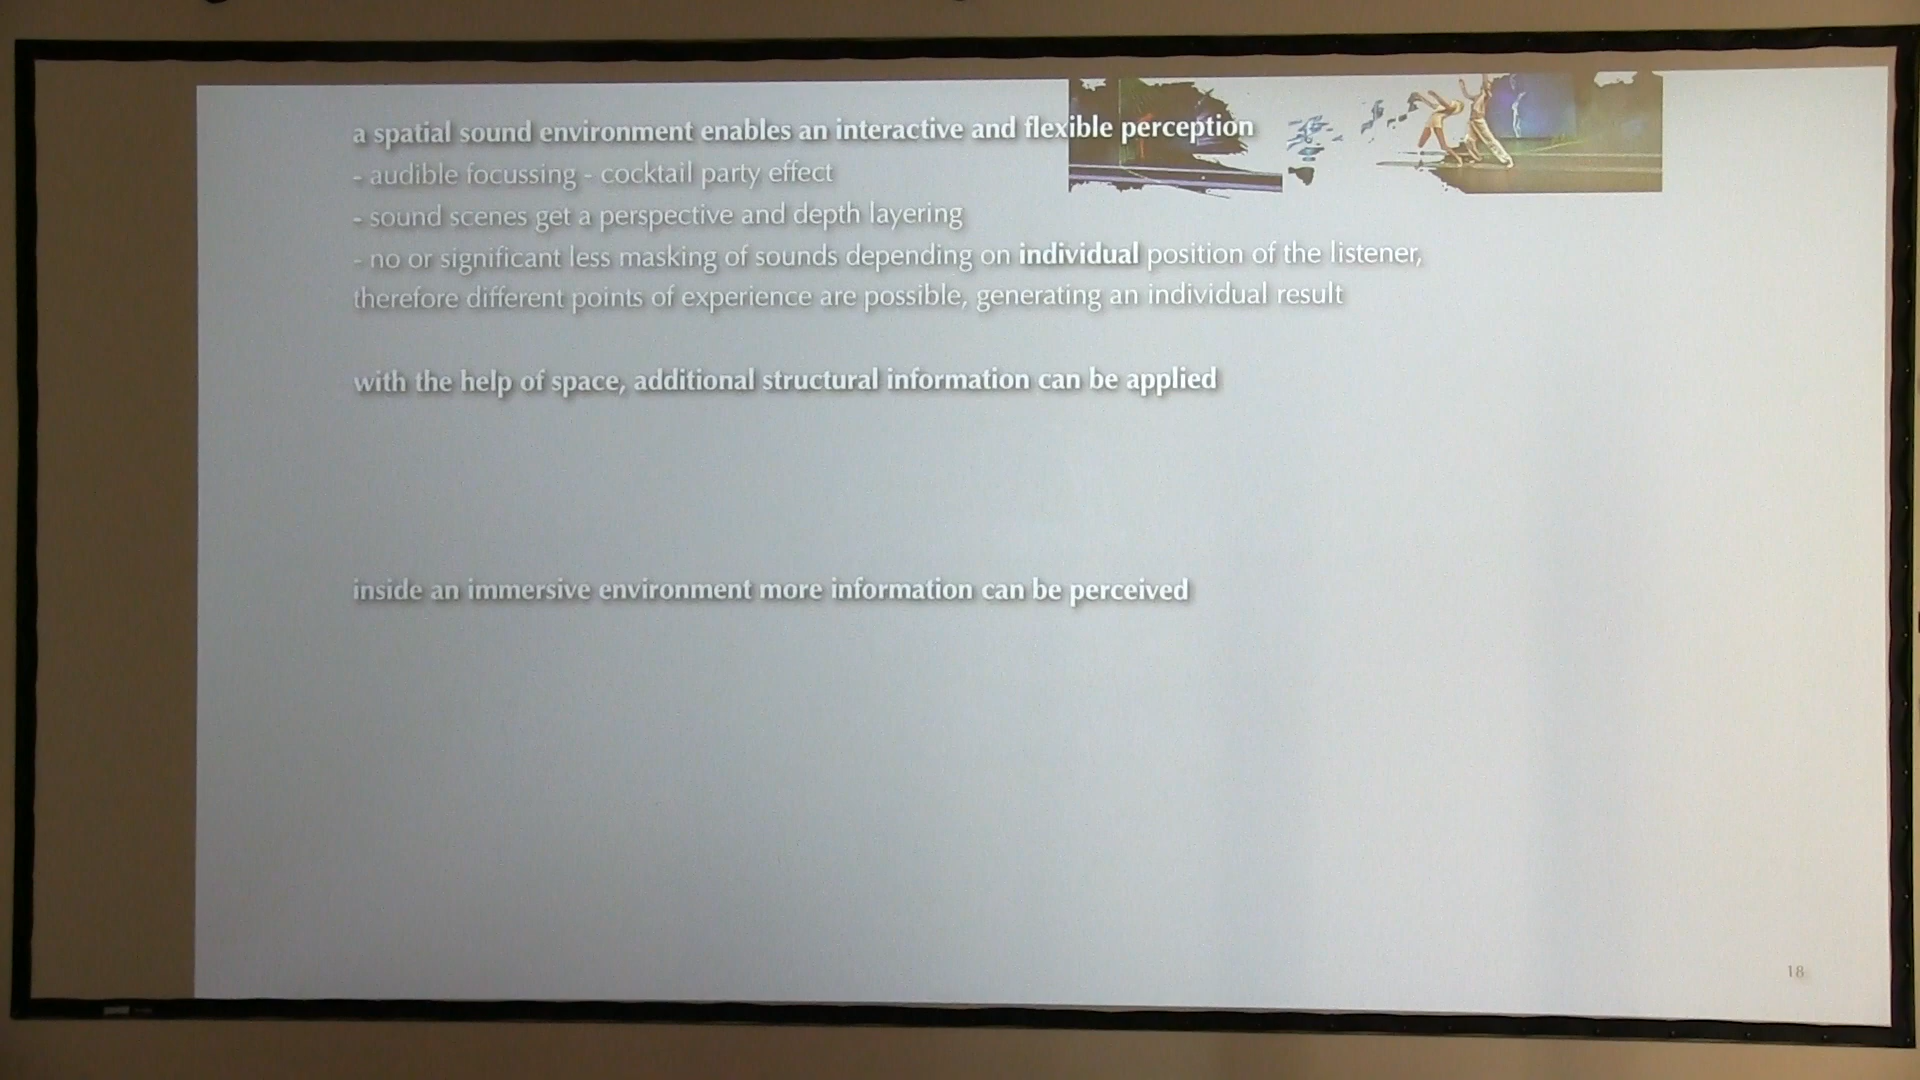 a spatial sound environment enables an interactive and flexible perception
- audible focussing - cocktail party effect
- sound scenes get a perspective and depth layering
- no or significant less masking of sounds depending on individual position of the listener,
therefore different points of experience are possible, generating an individual result
with the help of space, additional structural information can be applied
inside an immersive environment more information can be perceived
18